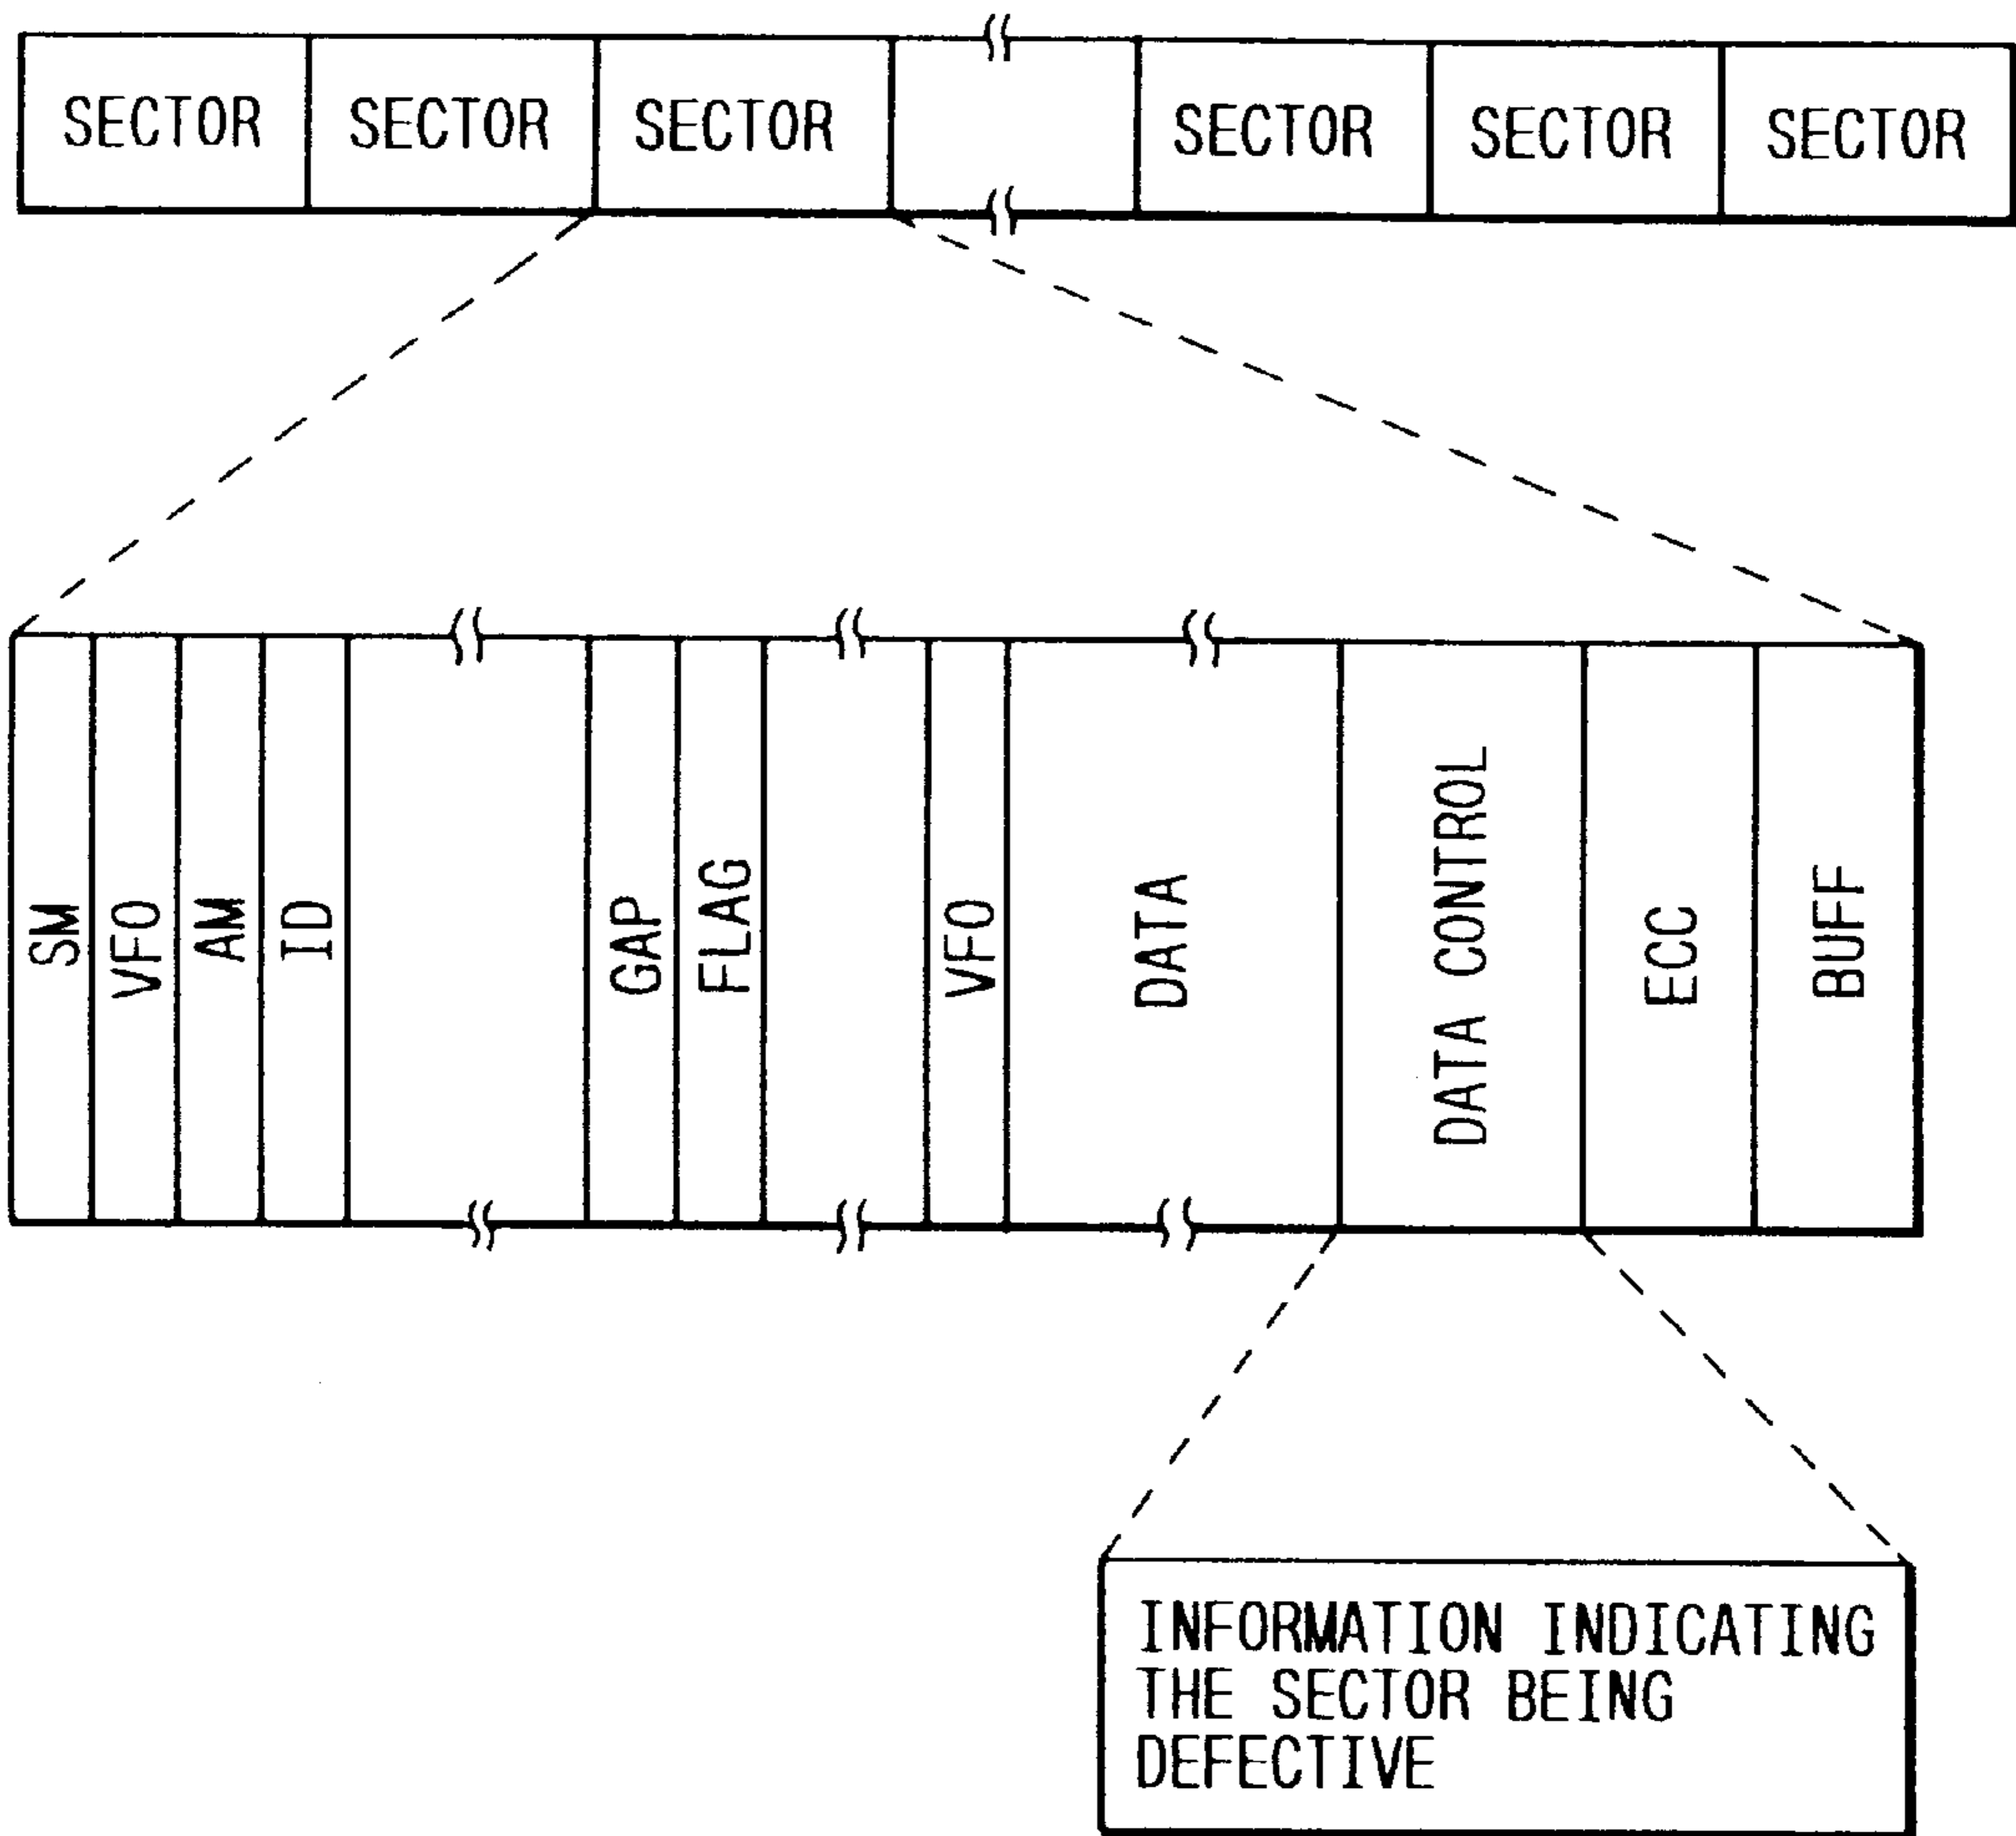 SECTOR SECTOR SECTOR SECTOR SECTOR SECTOR
SM VFO AM ID GAP FLAG VFO DATA DATA CONTROL ECC BUFF
INFORMATION INDICATING
THE SECTOR BEING
DEFECTIVE